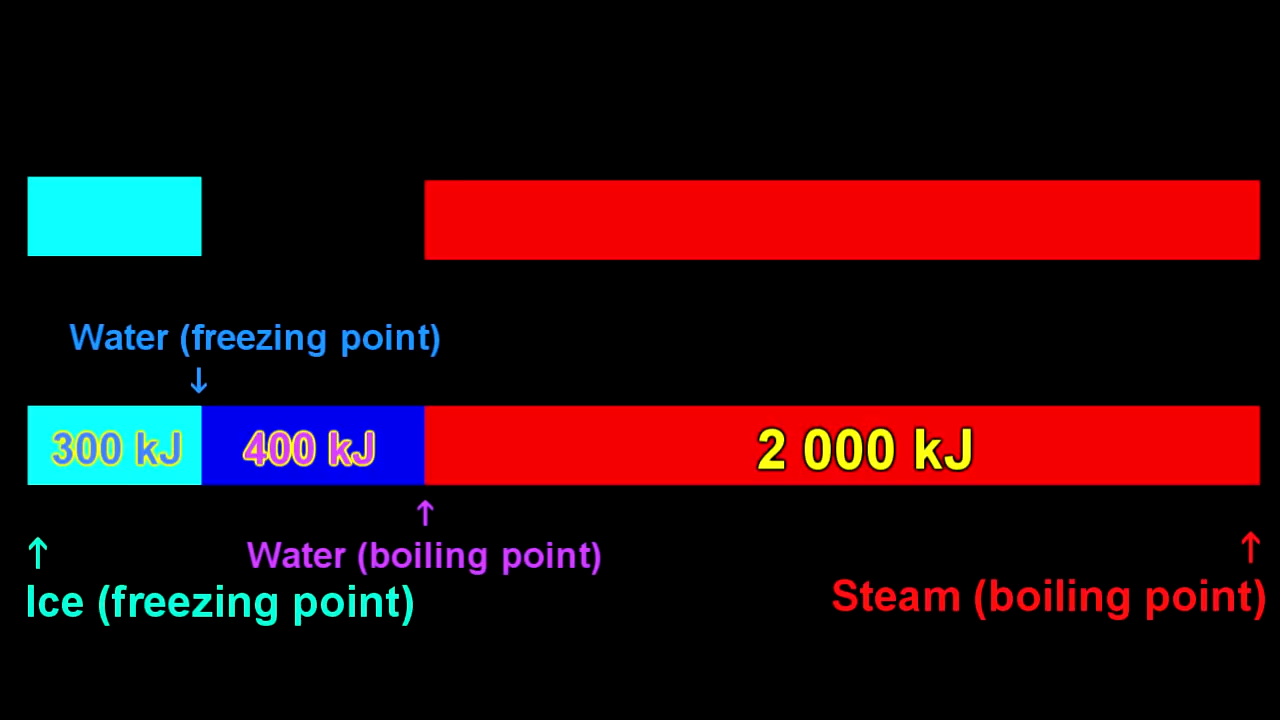 Water (freezing point)
↓
300 kJ 400 kJ 2 000 kJ
↑
Water (boiling point)
↑ ↑
Ice (freezing point) Steam (boiling point)